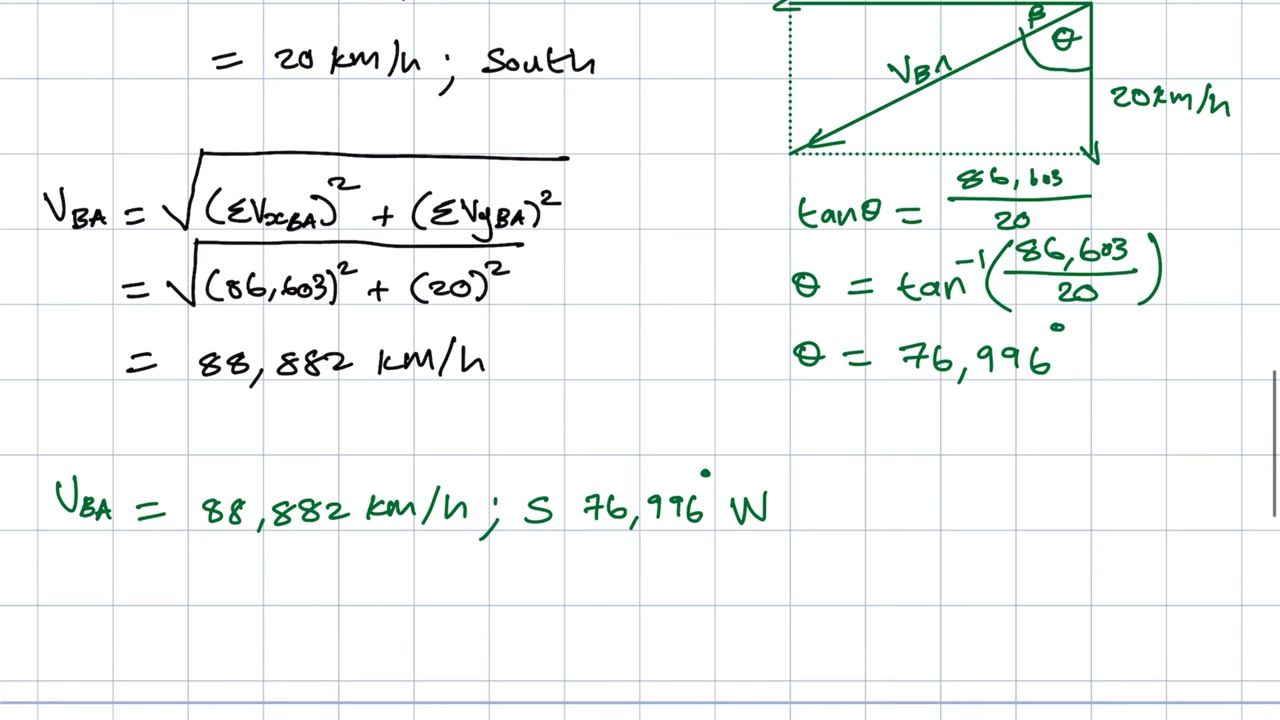 = 20 km/h ; South
V_BA = √((ΣVx_BA)² + (ΣVy_BA)²)
= √((86,603)² + (20)²)
= 88,882 km/h
β
θ
V_BA
20km/h
tanθ = 86,603/20
θ = tan⁻¹(86,603/20)
θ = 76,996°
V_BA = 88,882 km/h ; S 76,996° W